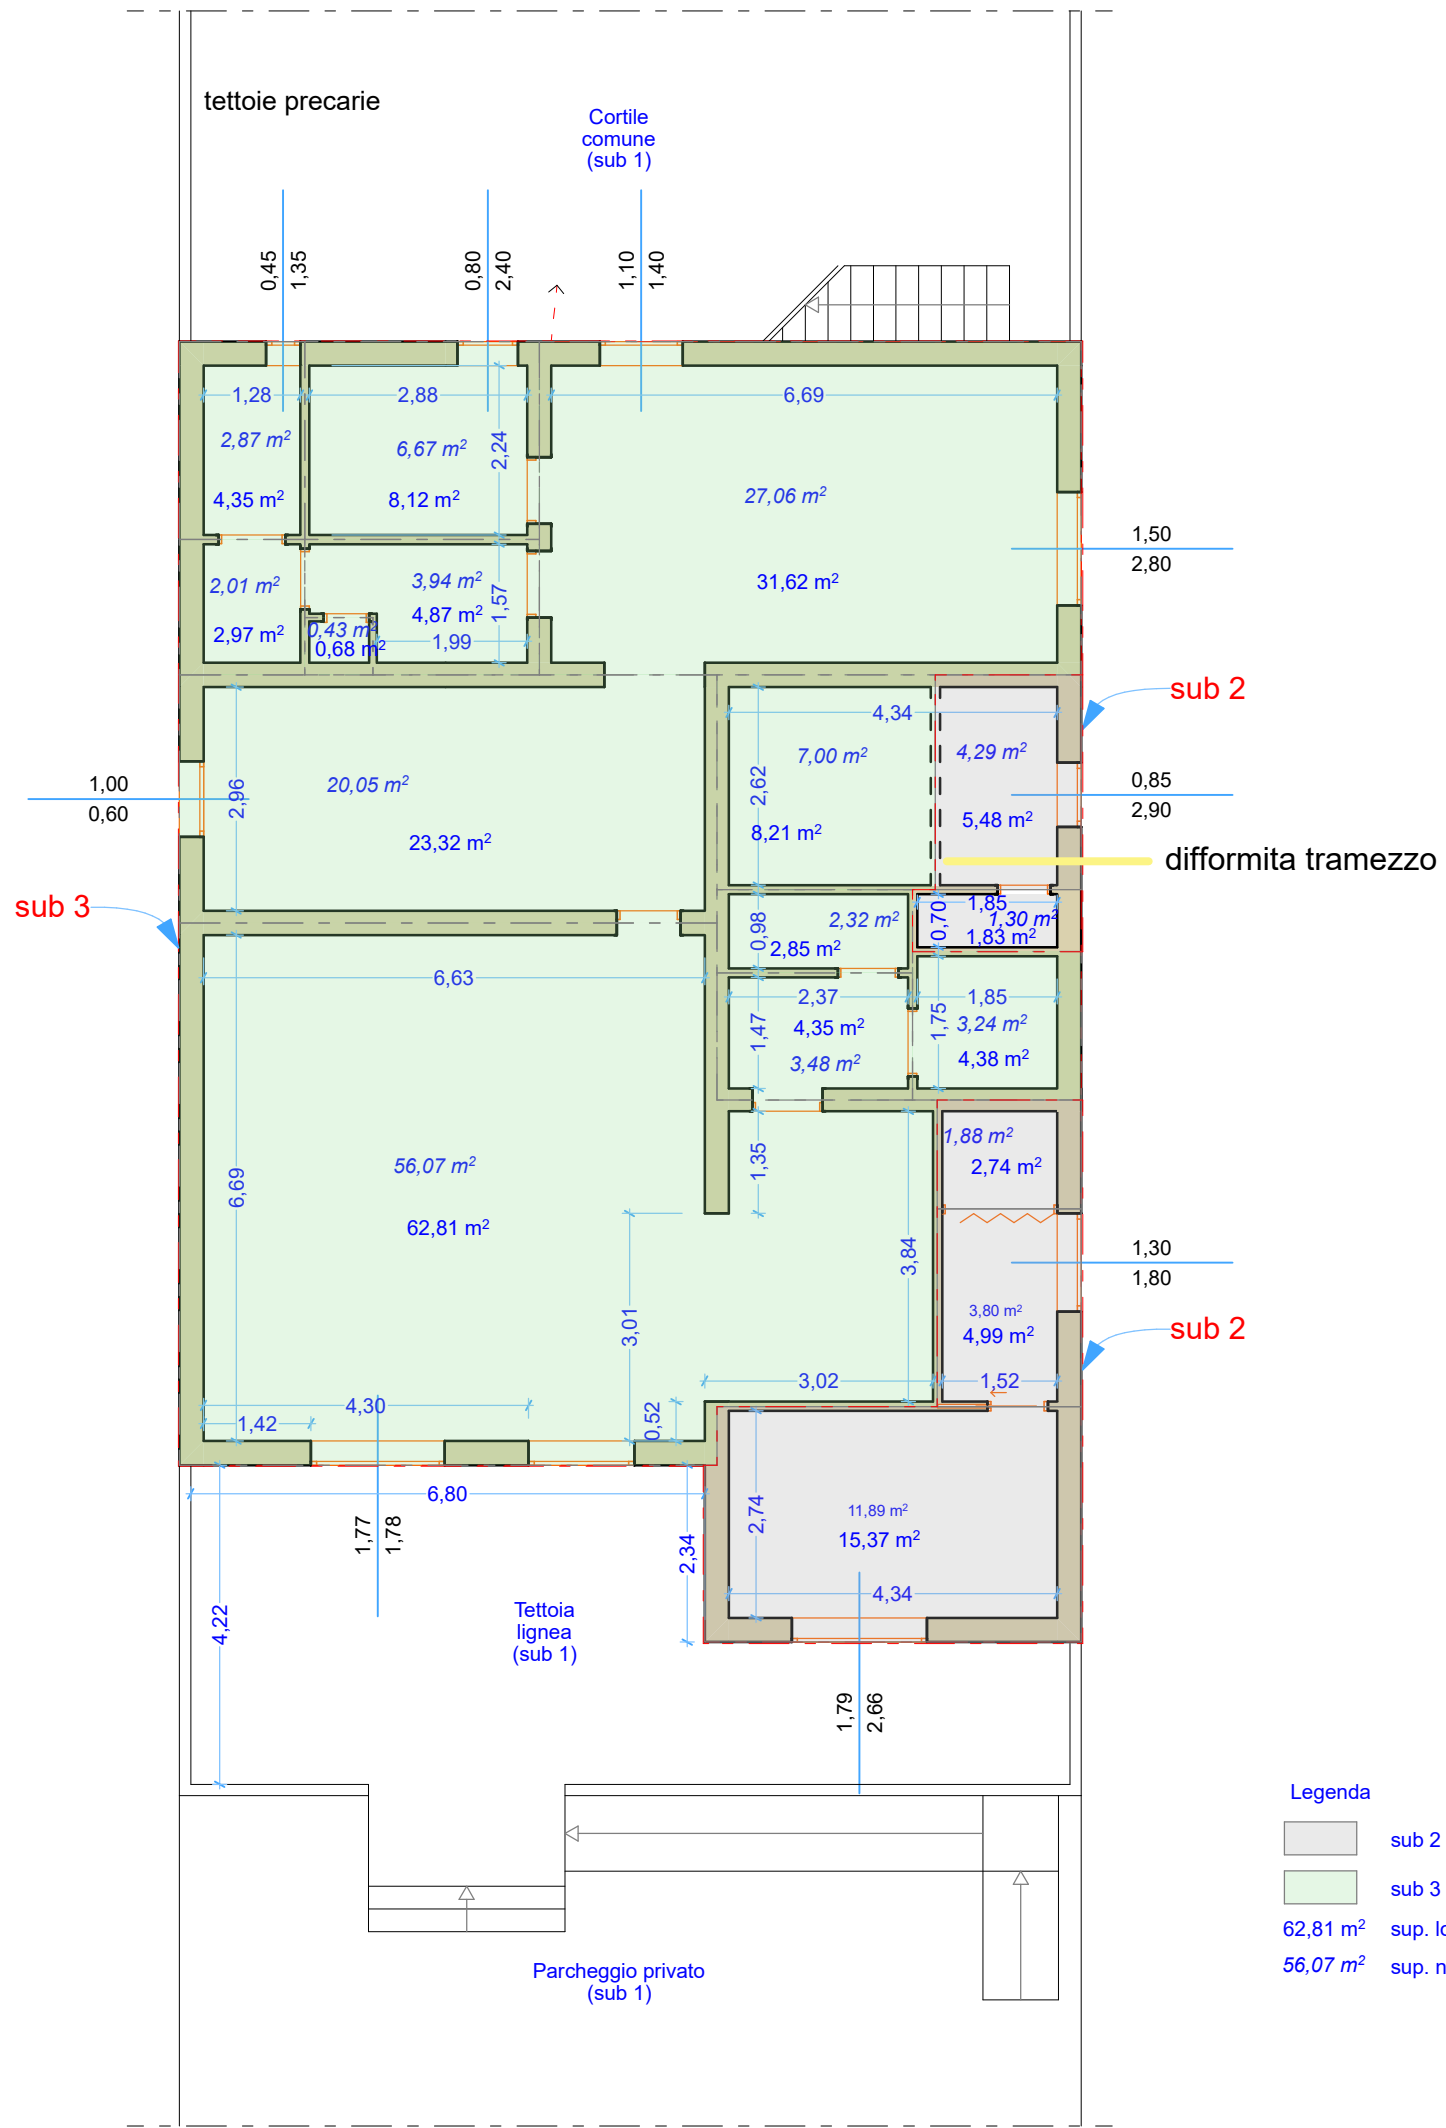 tettoie precarie
Cortile
comune
(sub 1)
0,45
1,35
0,80
2,40
1,10
1,40
1,28
2,88
6,69
2,87 m²
6,67 m²
2,24
27,06 m²
4,35 m²
8,12 m²
1,50
2,80
2,01 m²
3,94 m²
1,57
31,62 m²
4,87 m²
2,97 m²
0,43 m²
0,68 m²
1,99
sub 2
4,34
4,29 m²
7,00 m²
1,00
0,60
2,96
20,05 m²
2,62
0,85
2,90
5,48 m²
8,21 m²
23,32 m²
difformita tramezzo
sub 3
1,85
0,70
1,30 m²
2,32 m²
0,98
1,83 m²
2,85 m²
6,63
2,37
1,85
1,47
4,35 m²
1,75
3,24 m²
4,38 m²
3,48 m²
1,88 m²
2,74 m²
1,35
56,07 m²
6,69
62,81 m²
3,84
1,30
1,80
3,01
3,80 m²
4,99 m²
sub 2
3,02
1,52
4,30
1,42
0,52
6,80
2,74
11,89 m²
15,37 m²
1,77
1,78
2,34
4,34
4,22
Tettoia
lignea
(sub 1)
1,79
2,66
Legenda
sub 2
sub 3
62,81 m² sup. lo
56,07 m² sup. n
Parcheggio privato
(sub 1)